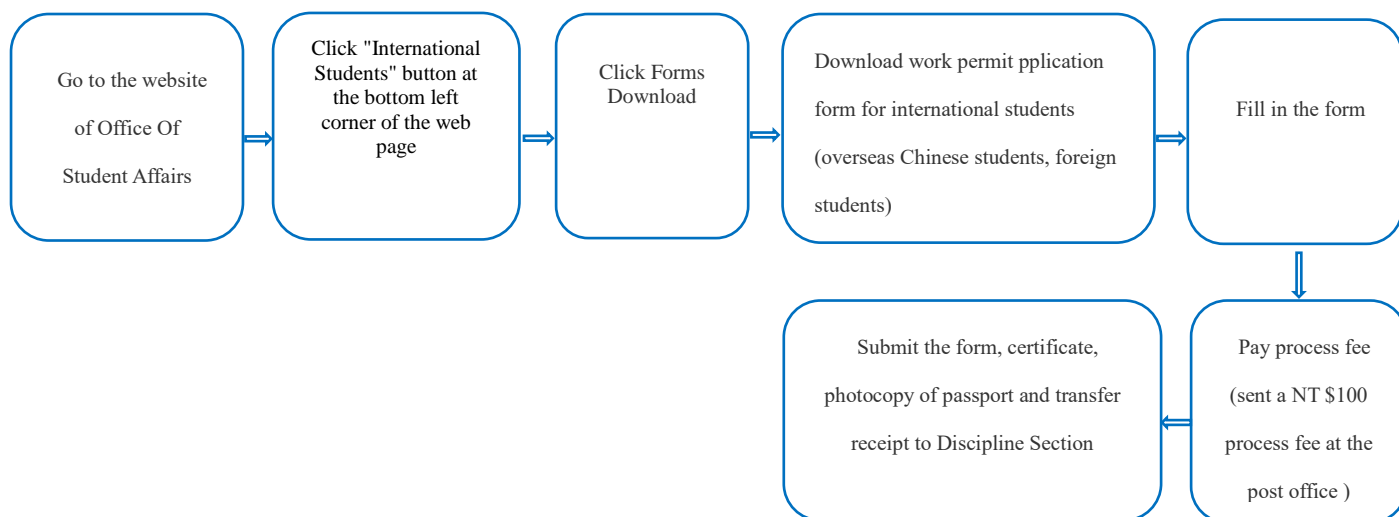 Go to the website
of Office Of
Student Affairs
Click "International
Students" button at
the bottom left
corner of the web
page
Click Forms
Download
Download work permit pplication
form for international students
(overseas Chinese students, foreign
students)
Fill in the form
Pay process fee
(sent a NT $100
process fee at the
post office )
Submit the form, certificate,
photocopy of passport and transfer
receipt to Discipline Section